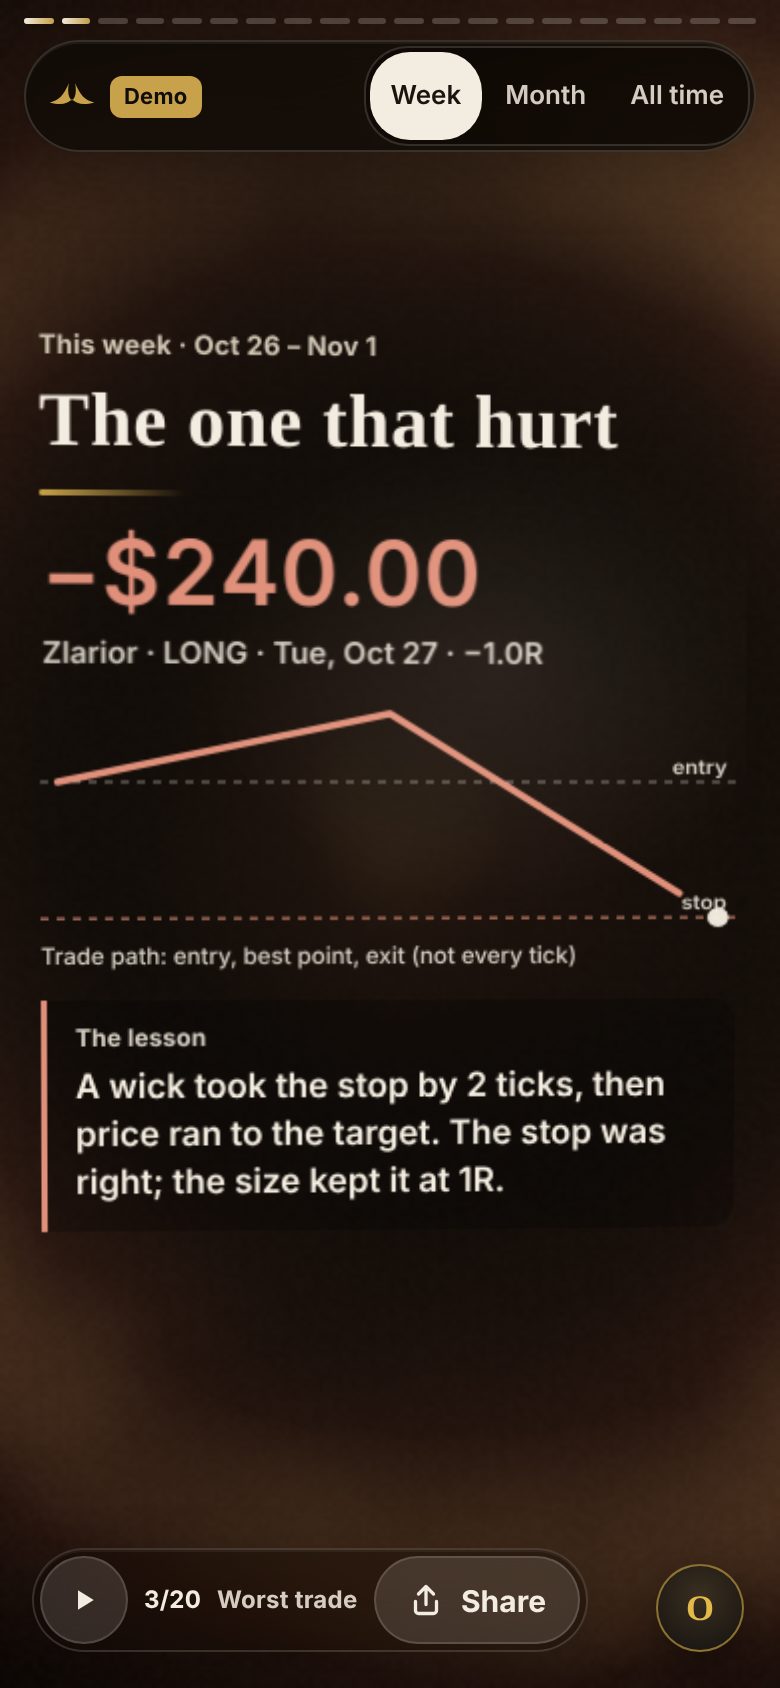 Demo
Week
Month
All time
This week · Oct 26 – Nov 1
The one that hurt
−$240.00
Zlarior · LONG · Tue, Oct 27 · −1.0R
entry
stop
Trade path: entry, best point, exit (not every tick)
The lesson
A wick took the stop by 2 ticks, then
price ran to the target. The stop was
right; the size kept it at 1R.
3/20 Worst trade
Share
O